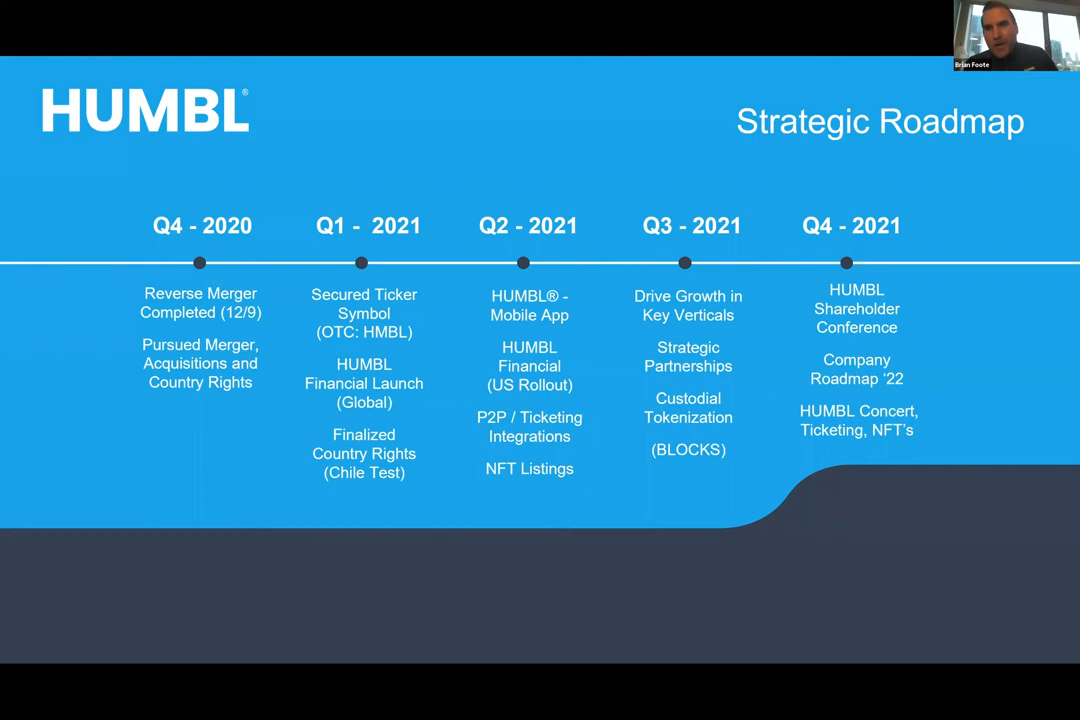 Brian Foote
HUMBL®
Strategic Roadmap
Q4 - 2020
Reverse Merger
Completed (12/9)
Pursued Merger,
Acquisitions and
Country Rights
Q1 - 2021
Secured Ticker
Symbol
(OTC: HMBL)
HUMBL
Financial Launch
(Global)
Finalized
Country Rights
(Chile Test)
Q2 - 2021
HUMBL® -
Mobile App
HUMBL
Financial
(US Rollout)
P2P / Ticketing
Integrations
NFT Listings
Q3 - 2021
Drive Growth in
Key Verticals
Strategic
Partnerships
Custodial
Tokenization
(BLOCKS)
Q4 - 2021
HUMBL
Shareholder
Conference
Company
Roadmap ‘22
HUMBL Concert,
Ticketing, NFT’s